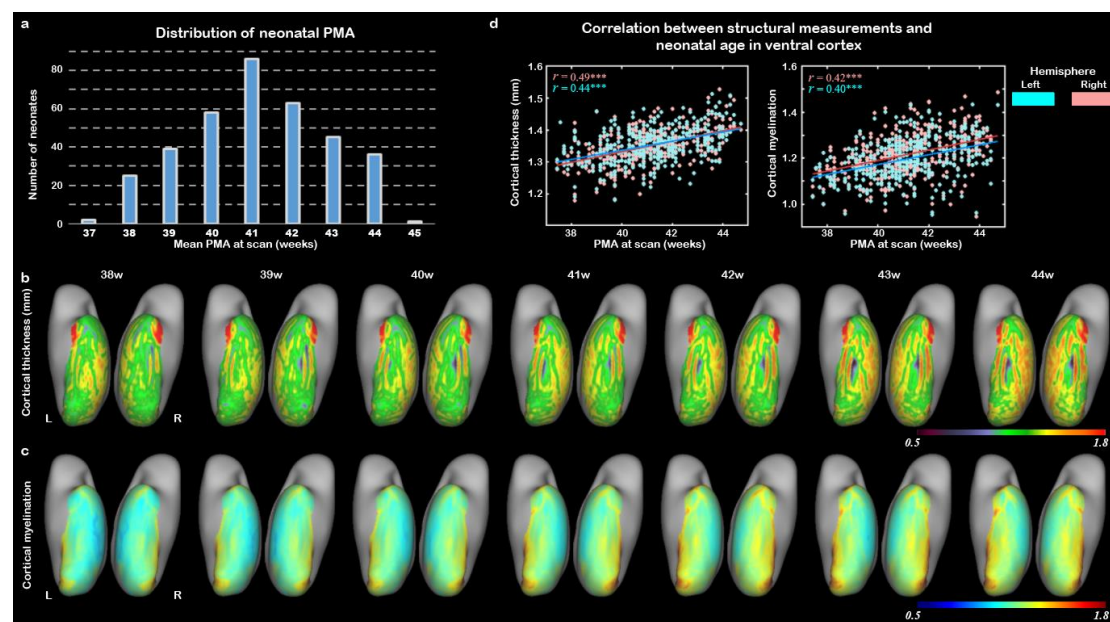 a
Distribution of neonatal PMA
Number of neonates
80
60
40
20
0
37 38 39 40 41 42 43 44 45
Mean PMA at scan (weeks)
d
Correlation between structural measurements and
neonatal age in ventral cortex
Cortical thickness (mm)
1.6
1.4
1.3
1.2
r = 0.49***
r = 0.44***
38 40 42 44
PMA at scan (weeks)
Cortical myelination
1.6
1.4
1.2
1.0
r = 0.42***
r = 0.40***
38 40 42 44
PMA at scan (weeks)
Hemisphere
Left Right
b
38w 39w 40w 41w 42w 43w 44w
Cortical thickness (mm)
L R
0.5 1.8
c
Cortical myelination
L R
0.5 1.8